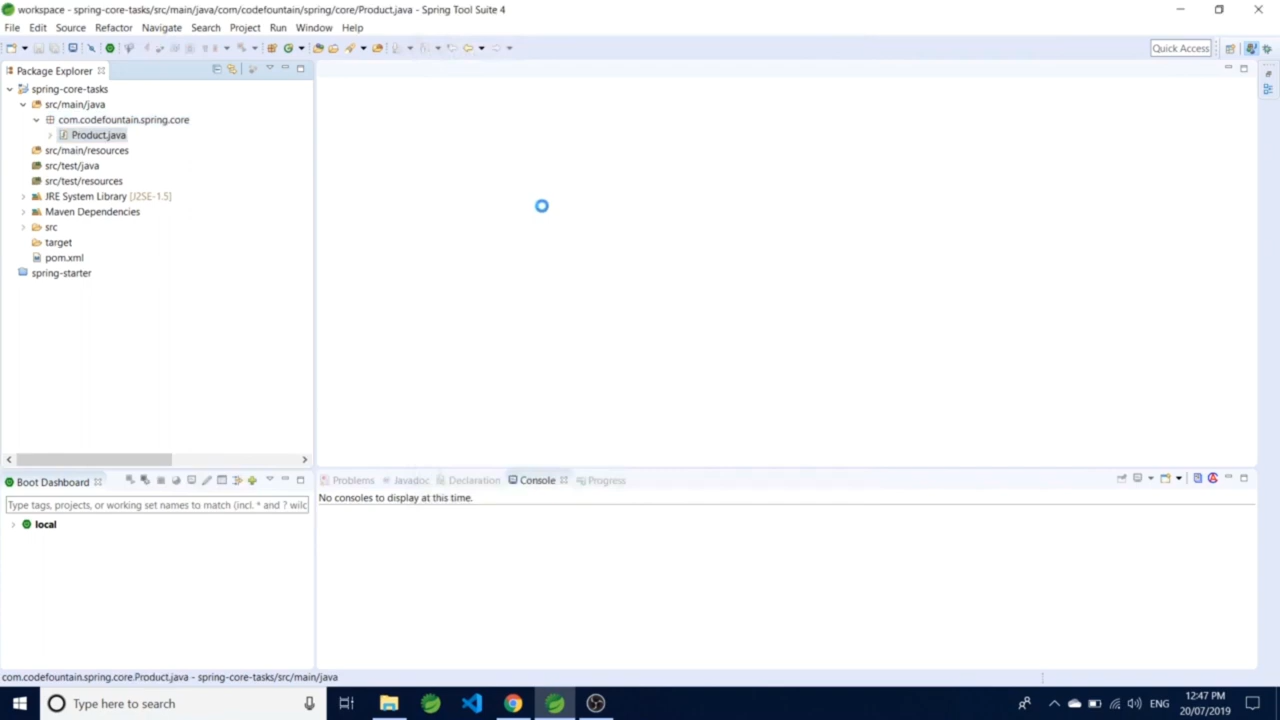 workspace - spring-core-tasks/src/main/java/com/codefountain/spring/core/Product.java - Spring Tool Suite 4
File Edit Source Refactor Navigate Search Project Run Window Help
Quick Access
Package Explorer
spring-core-tasks
src/main/java
com.codefountain.spring.core
Product.java
src/main/resources
src/test/java
src/test/resources
JRE System Library [J2SE-1.5]
Maven Dependencies
src
target
pom.xml
spring-starter
Boot Dashboard
Type tags, projects, or working set names to match (incl. * and ? wilc
local
Problems Javadoc Declaration Console Progress
No consoles to display at this time.
com.codefountain.spring.core.Product.java - spring-core-tasks/src/main/java
Type here to search
ENG
12:47 PM
20/07/2019